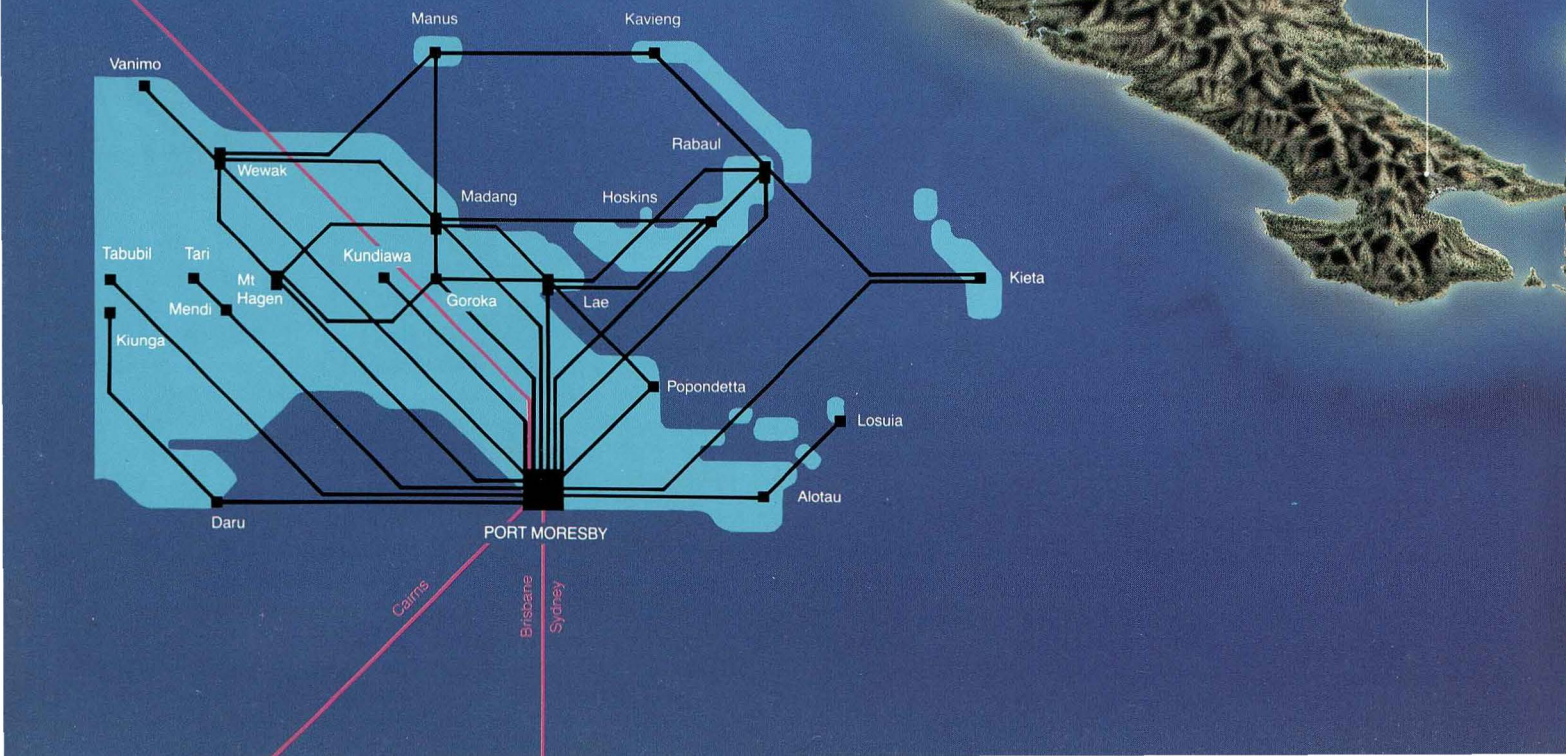 Manus
Kavieng
Vanimo
Rabaul
Wewak
Madang
Hoskins
Tabubil
Tari
Kundiawa
Mt
Hagen
Kieta
Goroka
Lae
Mendi
Kiunga
Popondetta
Losuia
Alotau
Daru
PORT MORESBY
Cairns
Brisbane
Sydney